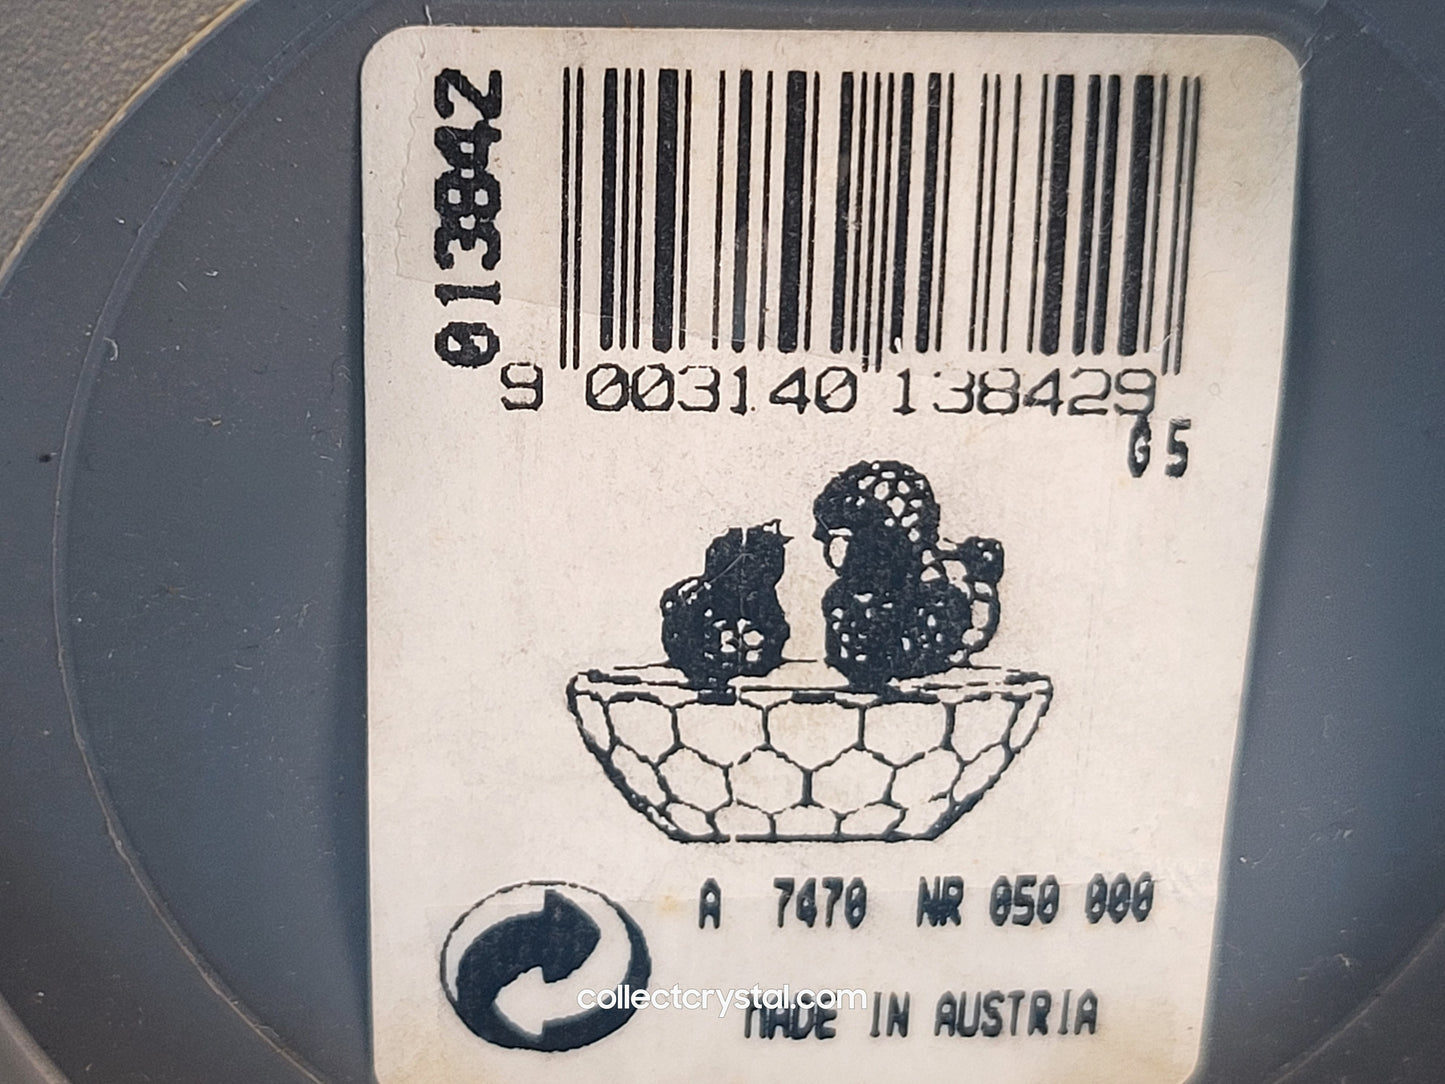 013842
9 003140 138429
G5
A 7470 NR 050 000
MADE IN AUSTRIA
collectcrystal.com